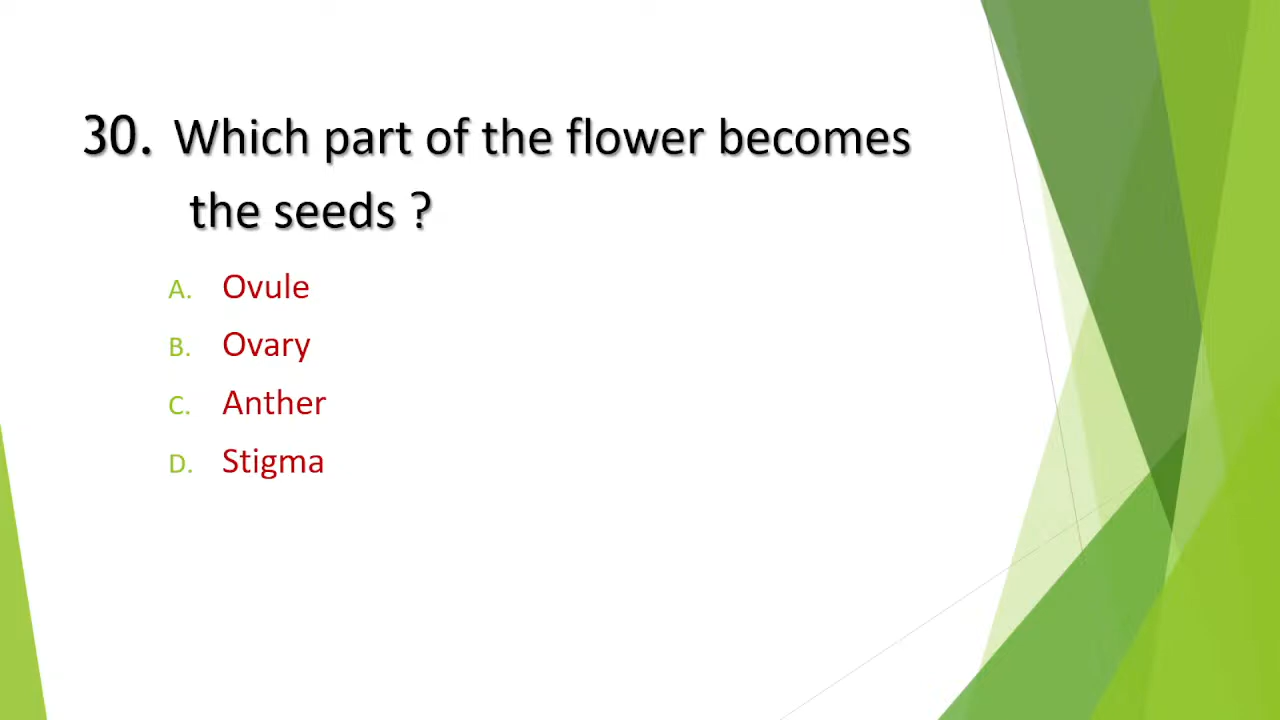 30. Which part of the flower becomes
the seeds ?
A. Ovule
B. Ovary
C. Anther
D. Stigma